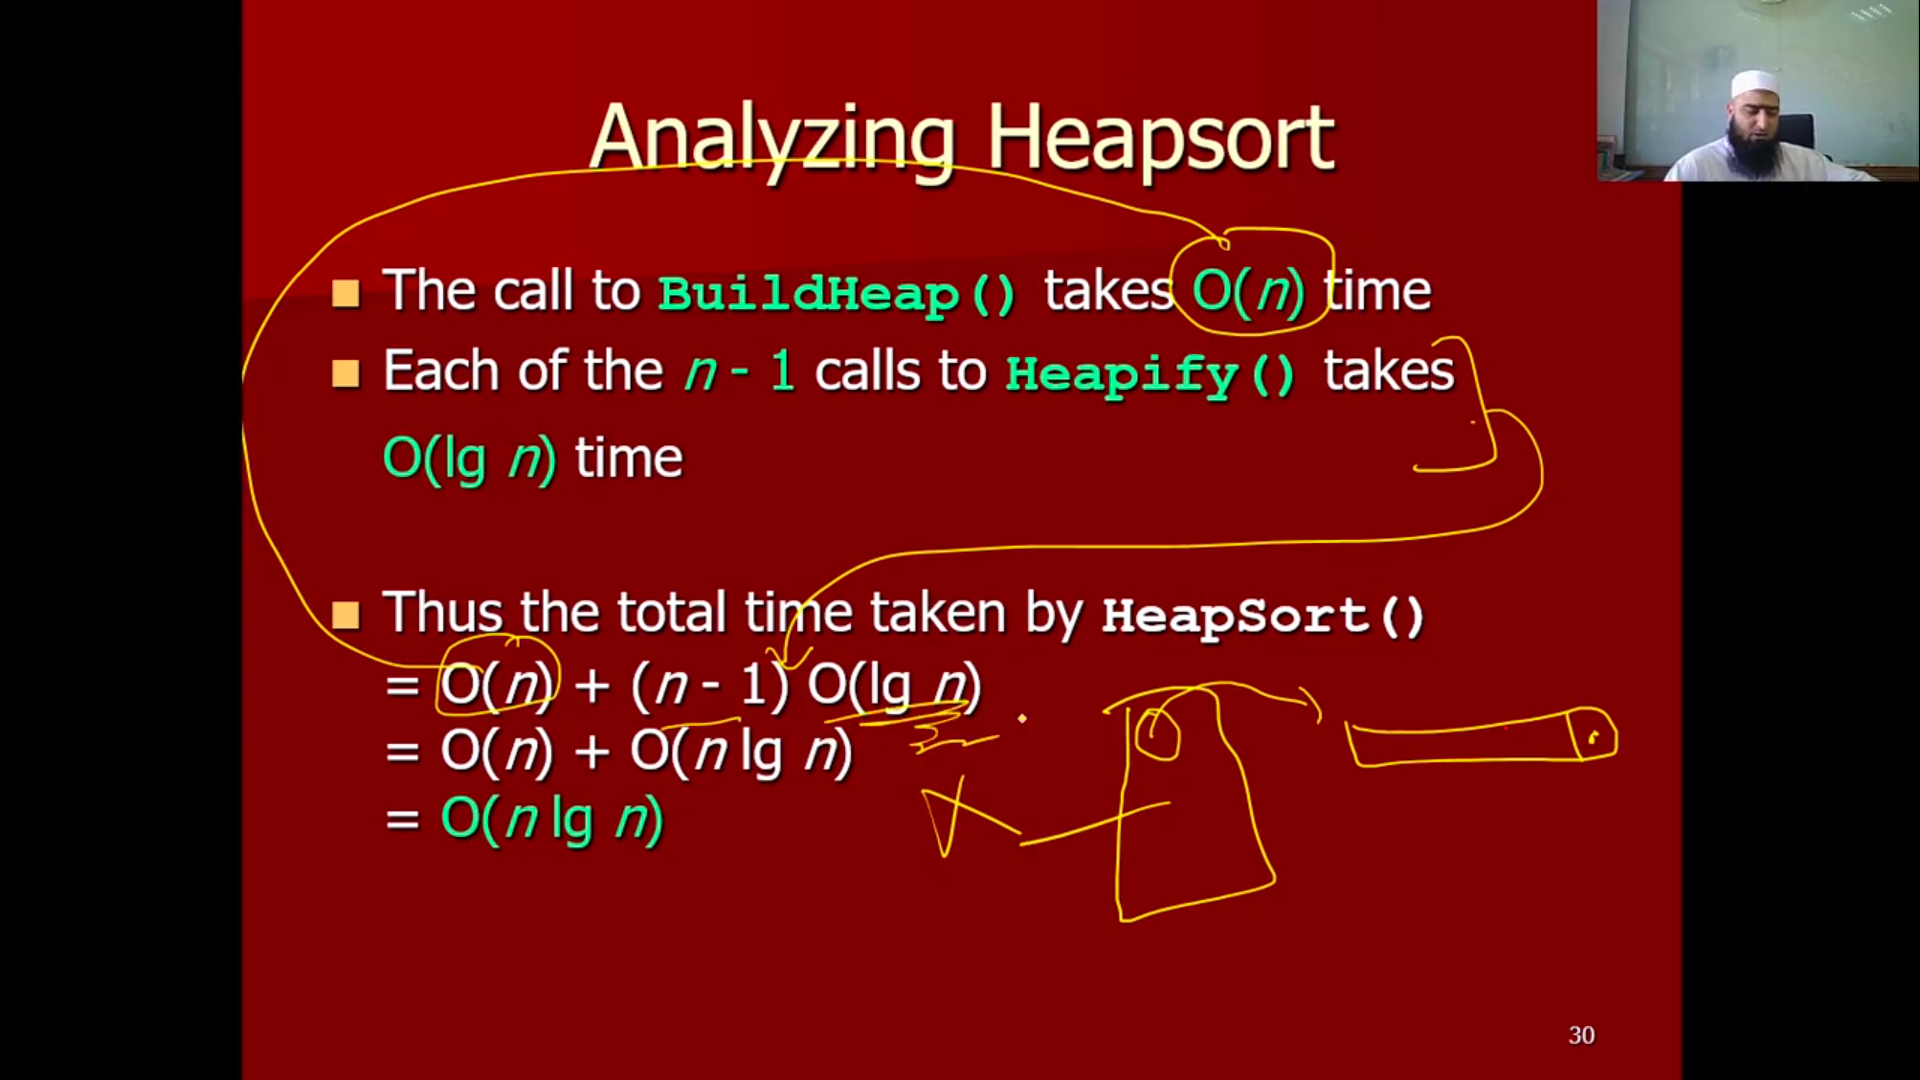 Analyzing Heapsort
The call to BuildHeap() takes O(n) time
Each of the n - 1 calls to Heapify() takes
O(lg n) time
Thus the total time taken by HeapSort()
= O(n) + (n - 1) O(lg n)
= O(n) + O(n lg n)
= O(n lg n)
30